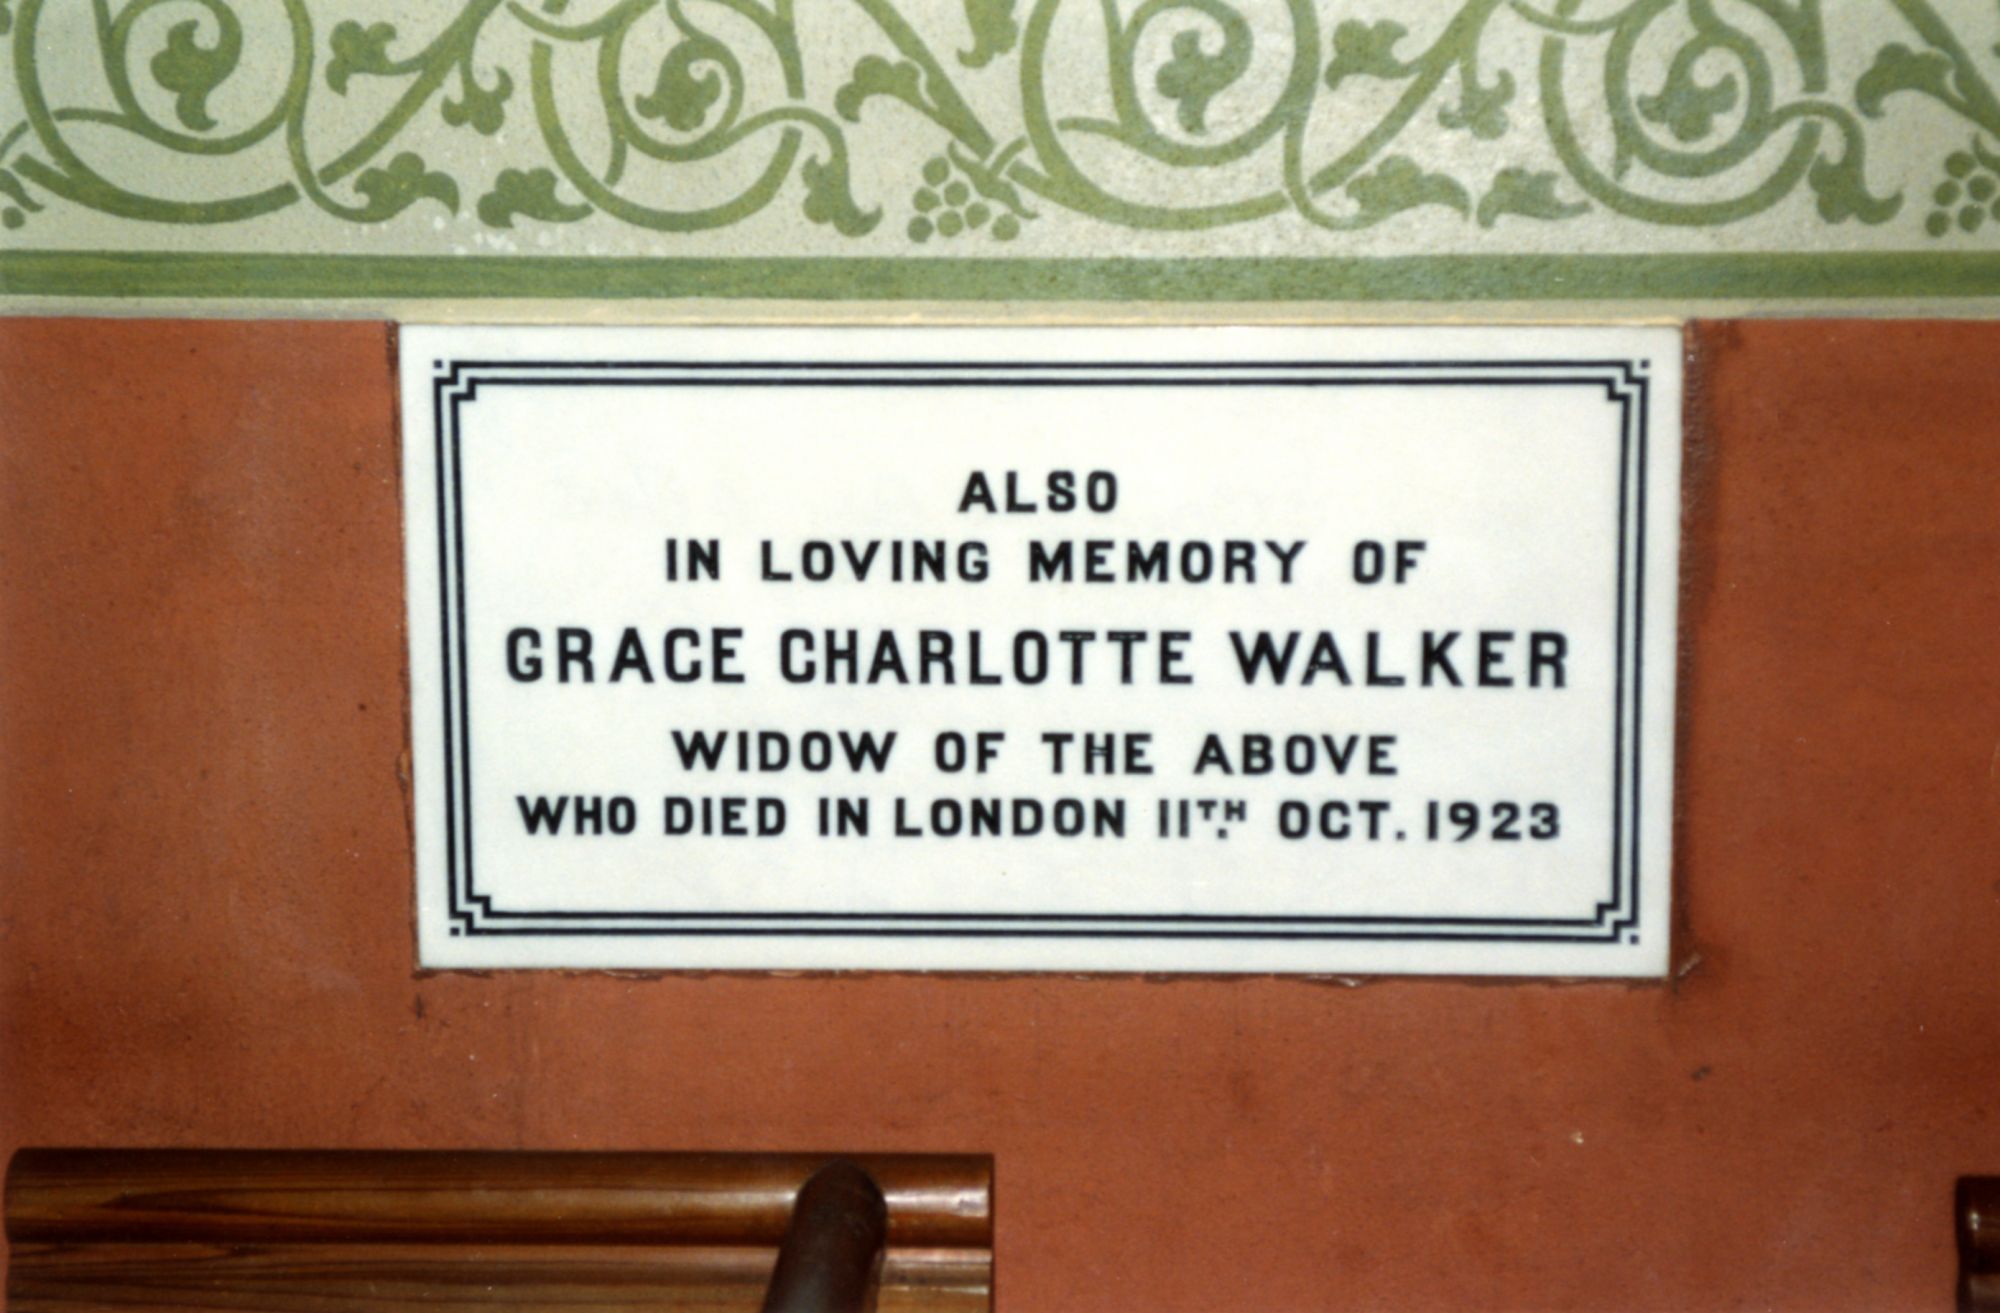 ALSO
IN LOVING MEMORY OF
GRACE CHARLOTTE WALKER
WIDOW OF THE ABOVE
WHO DIED IN LONDON 11TH OCT. 1923